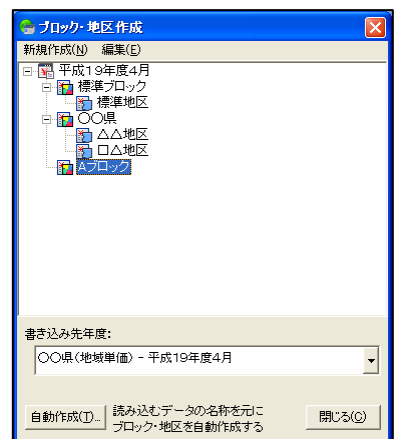 ブロック・地区作成
新規作成(N) 編集(E)
平成19年度4月
標準ブロック
標準地区
〇〇県
△△地区
口△地区
Aブロック
書き込み先年度:
〇〇県(地域単価) - 平成19年度4月
自動作成(T)...
読み込むデータの名称を元に
ブロック・地区を自動作成する
閉じる(C)